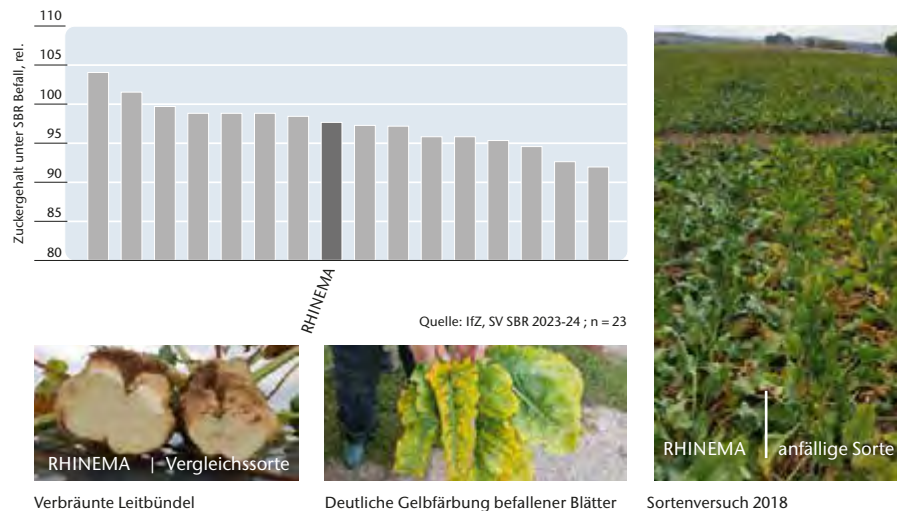 110
105
100
95
90
85
80
Zuckergehalt unter SBR Befall, rel.
RHINEMA
Quelle: IfZ, SV SBR 2023-24 ; n = 23
RHINEMA | Vergleichssorte
RHINEMA | anfällige Sorte
Verbräunte Leitbündel
Deutliche Gelbfärbung befallener Blätter
Sortenversuch 2018